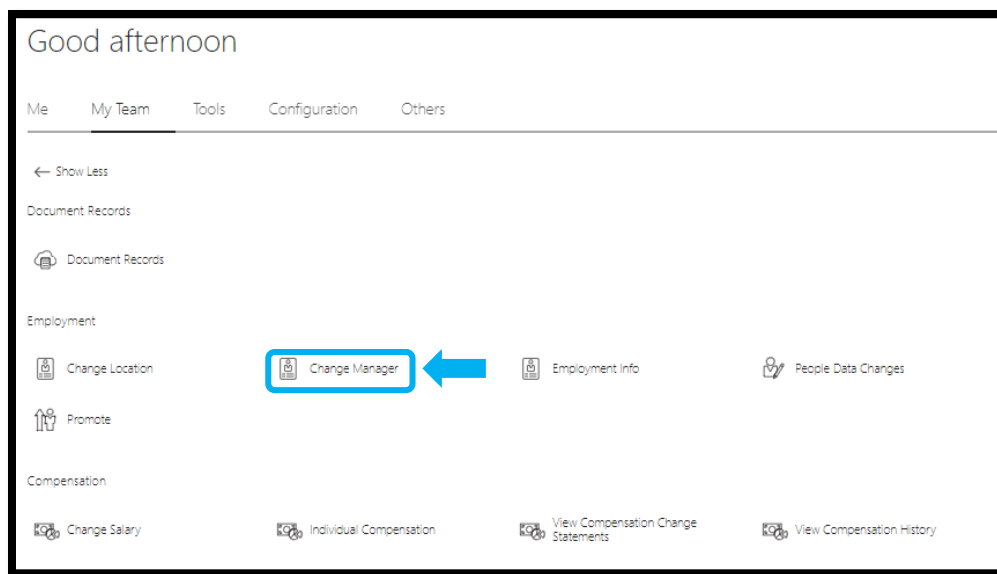 Good afternoon
Me My Team Tools Configuration Others
← Show Less
Document Records
Document Records
Employment
Change Location Change Manager Employment Info People Data Changes
Promote
Compensation
Change Salary Individual Compensation View Compensation Change Statements View Compensation History